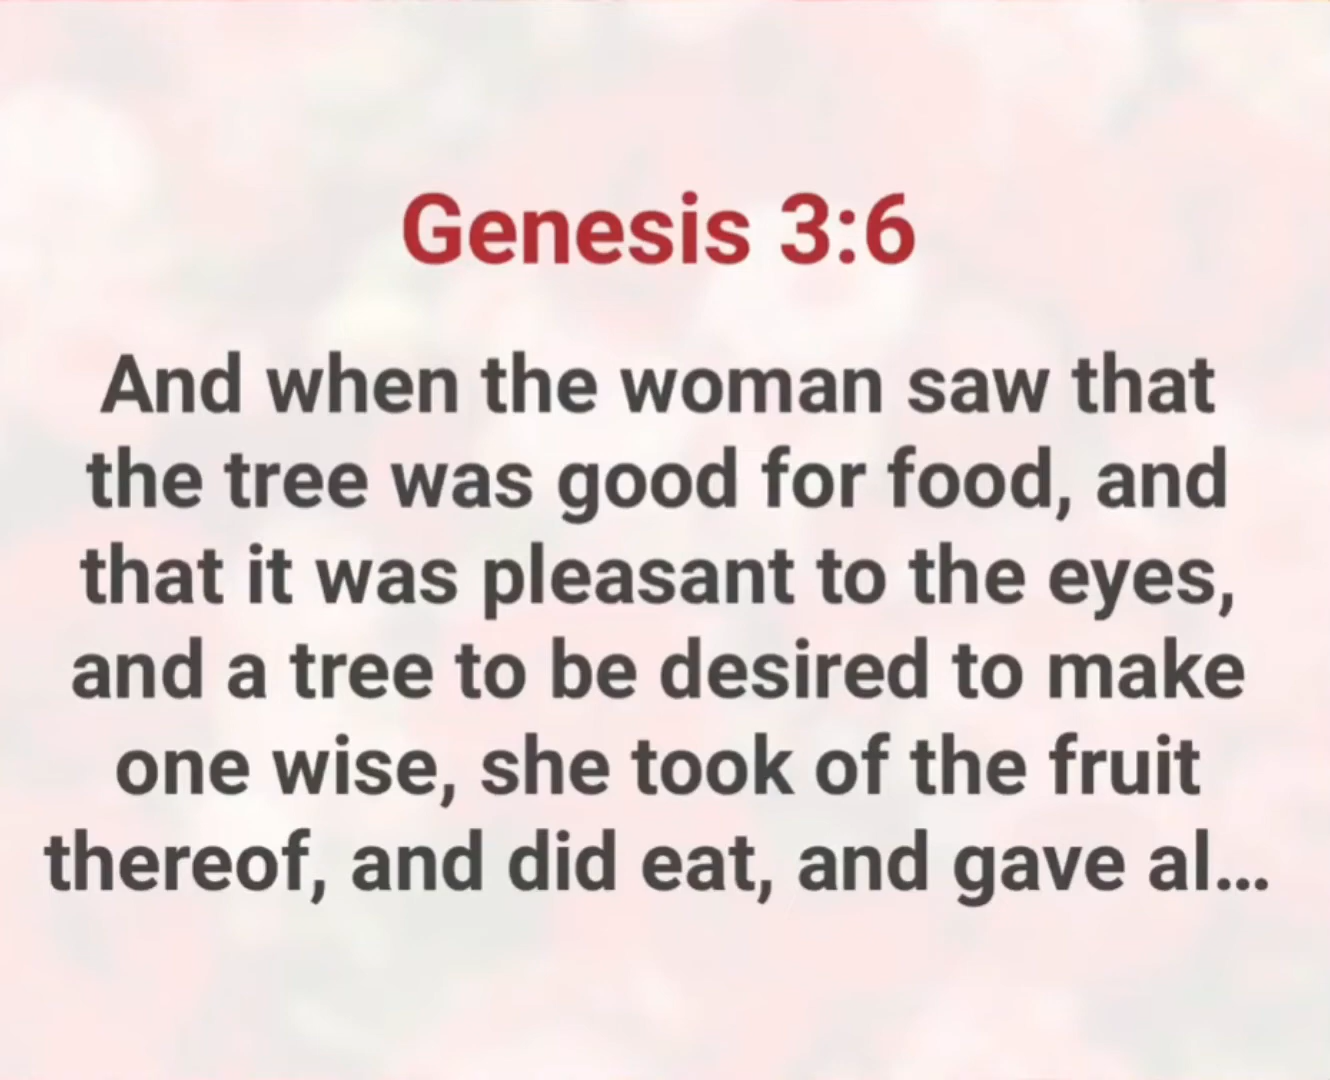 Genesis 3:6
And when the woman saw that
the tree was good for food, and
that it was pleasant to the eyes,
and a tree to be desired to make
one wise, she took of the fruit
thereof, and did eat, and gave al...